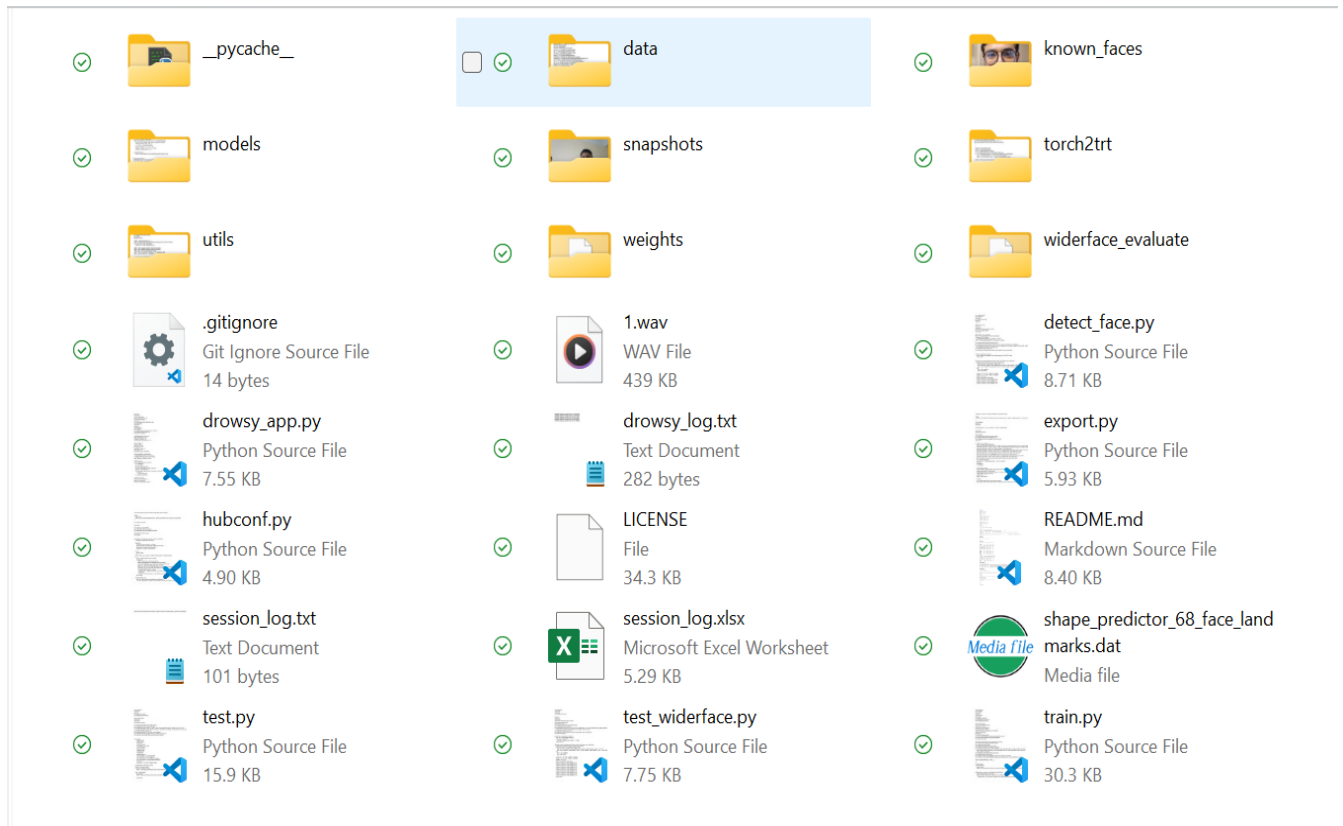 __pycache__
data
known_faces
models
snapshots
torch2trt
utils
weights
widerface_evaluate
.gitignore
Git Ignore Source File
14 bytes
1.wav
WAV File
439 KB
detect_face.py
Python Source File
8.71 KB
drowsy_app.py
Python Source File
7.55 KB
drowsy_log.txt
Text Document
282 bytes
export.py
Python Source File
5.93 KB
hubconf.py
Python Source File
4.90 KB
LICENSE
File
34.3 KB
README.md
Markdown Source File
8.40 KB
session_log.txt
Text Document
101 bytes
X
session_log.xlsx
Microsoft Excel Worksheet
5.29 KB
Media file
shape_predictor_68_face_land
marks.dat
Media file
test.py
Python Source File
15.9 KB
test_widerface.py
Python Source File
7.75 KB
train.py
Python Source File
30.3 KB